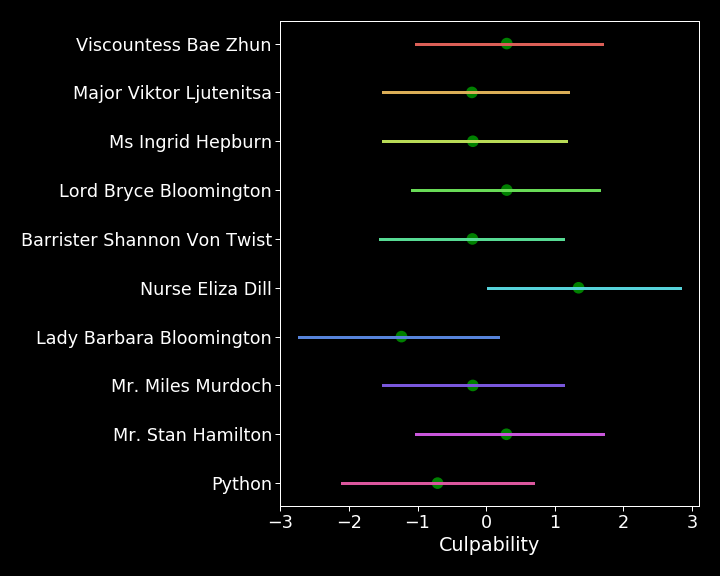 Viscountess Bae Zhun
Major Viktor Ljutenitsa
Ms Ingrid Hepburn
Lord Bryce Bloomington
Barrister Shannon Von Twist
Nurse Eliza Dill
Lady Barbara Bloomington
Mr. Miles Murdoch
Mr. Stan Hamilton
Python
−3 −2 −1 0 1 2 3
Culpability